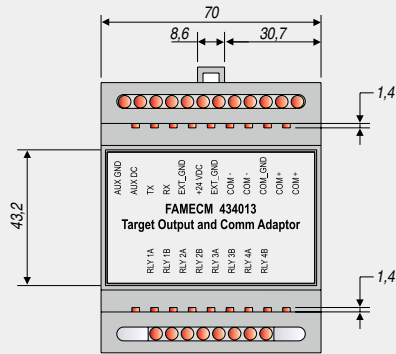 70
8,6
30,7
1,4
43,2
AUX GND
AUX DC
TX
RX
EXT_GND
+24 VDC
EXT_GND
COM -
COM -
COM_GND
COM+
COM+
FAMECM 434013
Target Output and Comm Adaptor
RLY 1A
RLY 1B
RLY 2A
RLY 2B
RLY 3A
RLY 3B
RLY 4A
RLY 4B
1,4